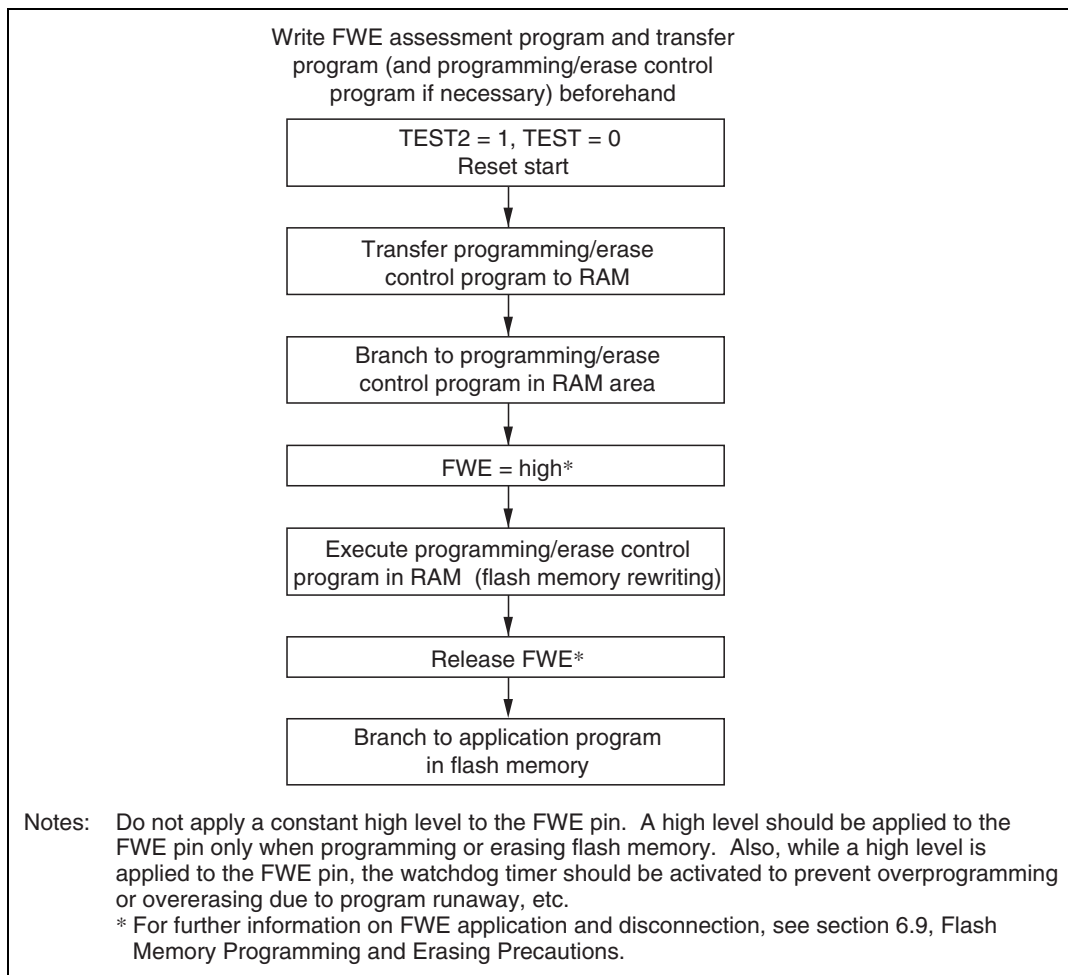 Write FWE assessment program and transfer
program (and programming/erase control
program if necessary) beforehand
TEST2 = 1, TEST = 0
Reset start
Transfer programming/erase
control program to RAM
Branch to programming/erase
control program in RAM area
FWE = high*
Execute programming/erase control
program in RAM (flash memory rewriting)
Release FWE*
Branch to application program
in flash memory
Notes: Do not apply a constant high level to the FWE pin. A high level should be applied to the
FWE pin only when programming or erasing flash memory. Also, while a high level is
applied to the FWE pin, the watchdog timer should be activated to prevent overprogramming
or overerasing due to program runaway, etc.
* For further information on FWE application and disconnection, see section 6.9, Flash
Memory Programming and Erasing Precautions.